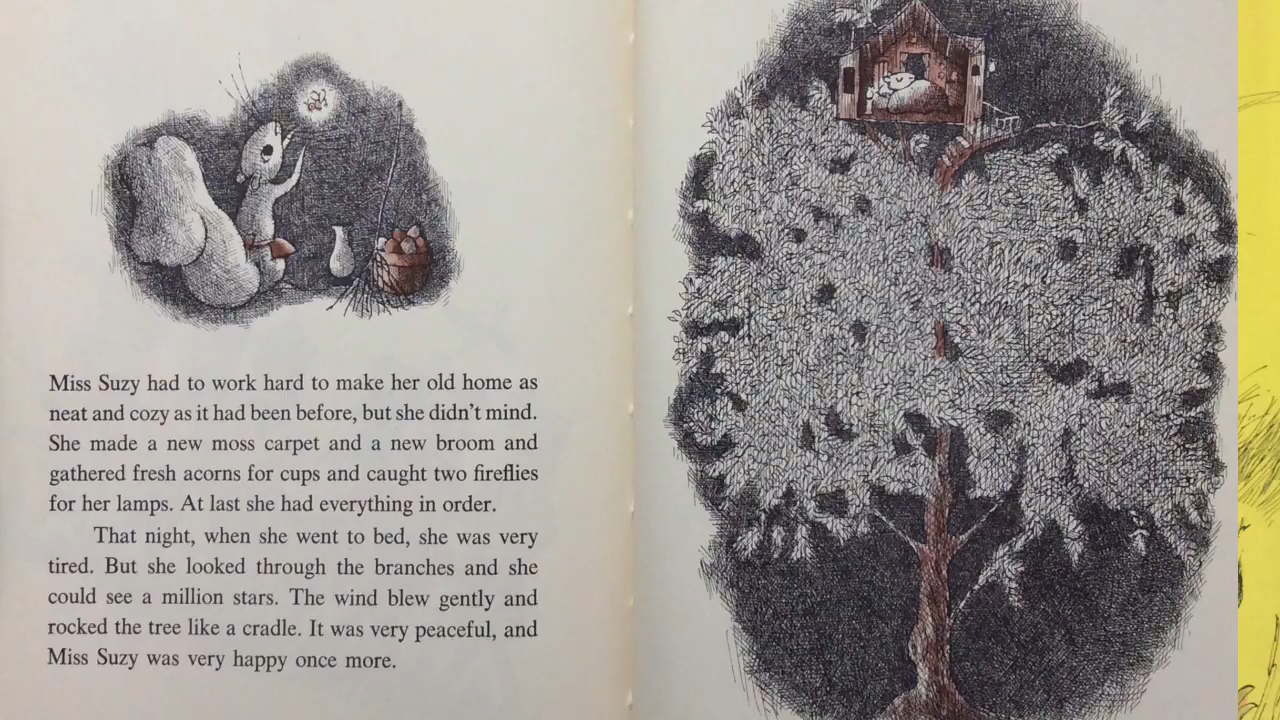 Miss Suzy had to work hard to make her old home as
neat and cozy as it had been before, but she didn't mind.
She made a new moss carpet and a new broom and
gathered fresh acorns for cups and caught two fireflies
for her lamps. At last she had everything in order.
That night, when she went to bed, she was very
tired. But she looked through the branches and she
could see a million stars. The wind blew gently and
rocked the tree like a cradle. It was very peaceful, and
Miss Suzy was very happy once more.